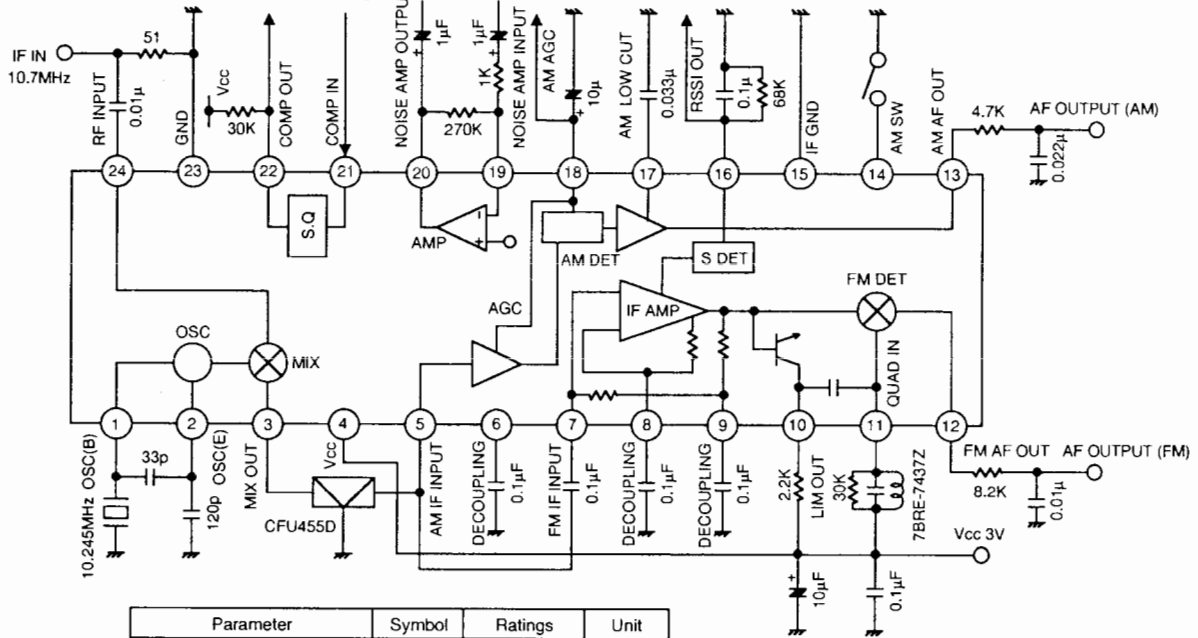 IF IN
10.7MHz
51
0.01µ
RF INPUT
GND
Vcc
30K
COMP OUT
COMP IN
NOISE AMP OUTPUT
1µF
+
270K
1µF
+
1K
NOISE AMP INPUT
AM AGC
10µ
+
AM LOW CUT
0.033µ
RSSI OUT
0.1µ
68K
IF GND
AM SW
AM AF OUT
4.7K
AF OUTPUT (AM)
0.022µ
24
23
22
21
20
19
18
17
16
15
14
13
S.Q
AMP
-
+
AM DET
S DET
AGC
IF AMP
FM DET
OSC
MIX
QUAD IN
1
2
3
4
5
6
7
8
9
10
11
12
10.245MHz
OSC(B)
33p
120p
OSC(E)
MIX OUT
CFU455D
Vcc
AM IF INPUT
DECOUPLING
0.1µF
FM IF INPUT
0.1µF
DECOUPLING
0.1µF
DECOUPLING
0.1µF
2.2K
LIM OUT
30K
7BRE-7437Z
FM AF OUT
AF OUTPUT (FM)
8.2K
0.01µ
Vcc 3V
+
10µF
0.1µF
Parameter Symbol Ratings Unit